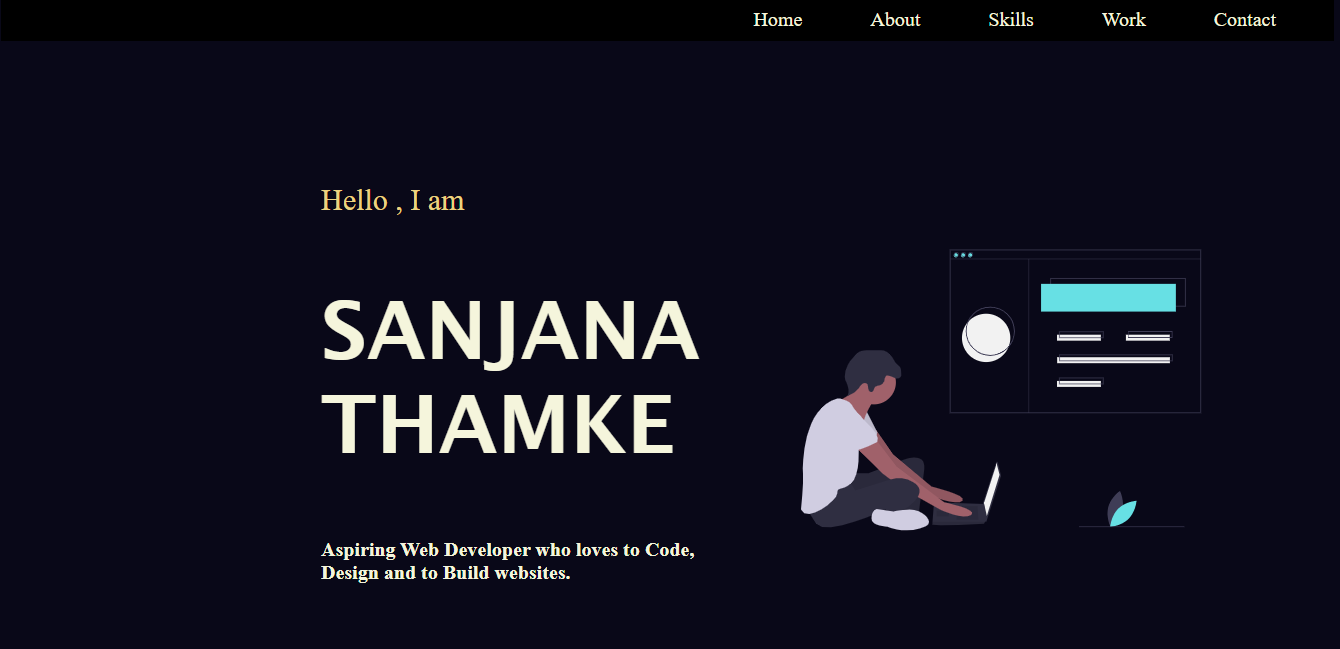 Home About Skills Work Contact
Hello , I am
SANJANA
THAMKE
Aspiring Web Developer who loves to Code,
Design and to Build websites.